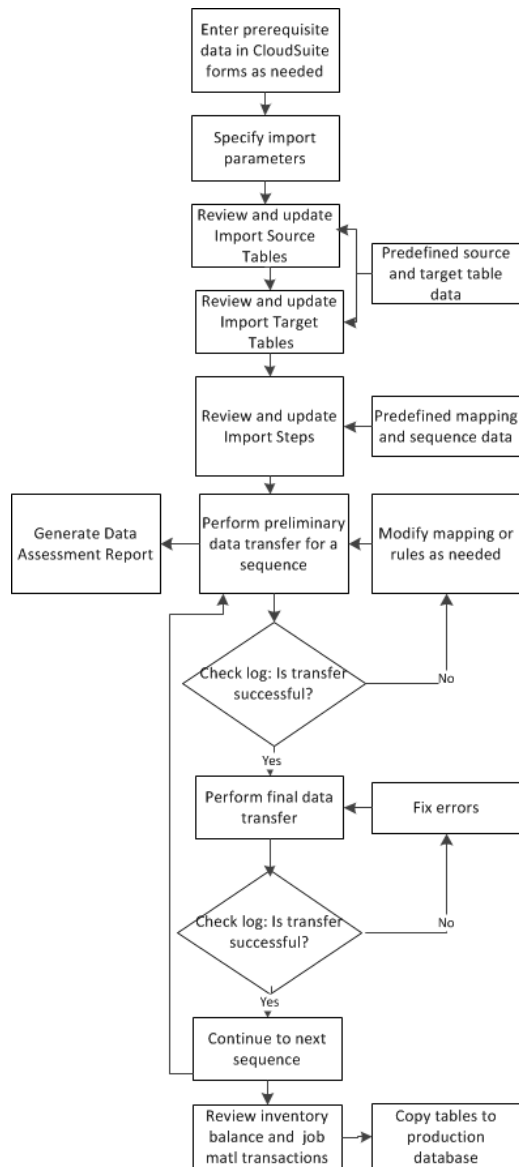 Enter prerequisite
data in CloudSuite
forms as needed
Specify import
parameters
Review and update
Import Source
Tables
Predefined source
and target table
data
Review and update
Import Target
Tables
Review and update
Import Steps
Predefined mapping
and sequence data
Generate Data
Assessment Report
Perform preliminary
data transfer for a
sequence
Modify mapping or
rules as needed
Check log: Is transfer
successful?
No
Yes
Perform final data
transfer
Fix errors
Check log: Is transfer
successful?
No
Yes
Continue to next
sequence
Review inventory
balance and job
matl transactions
Copy tables to
production
database